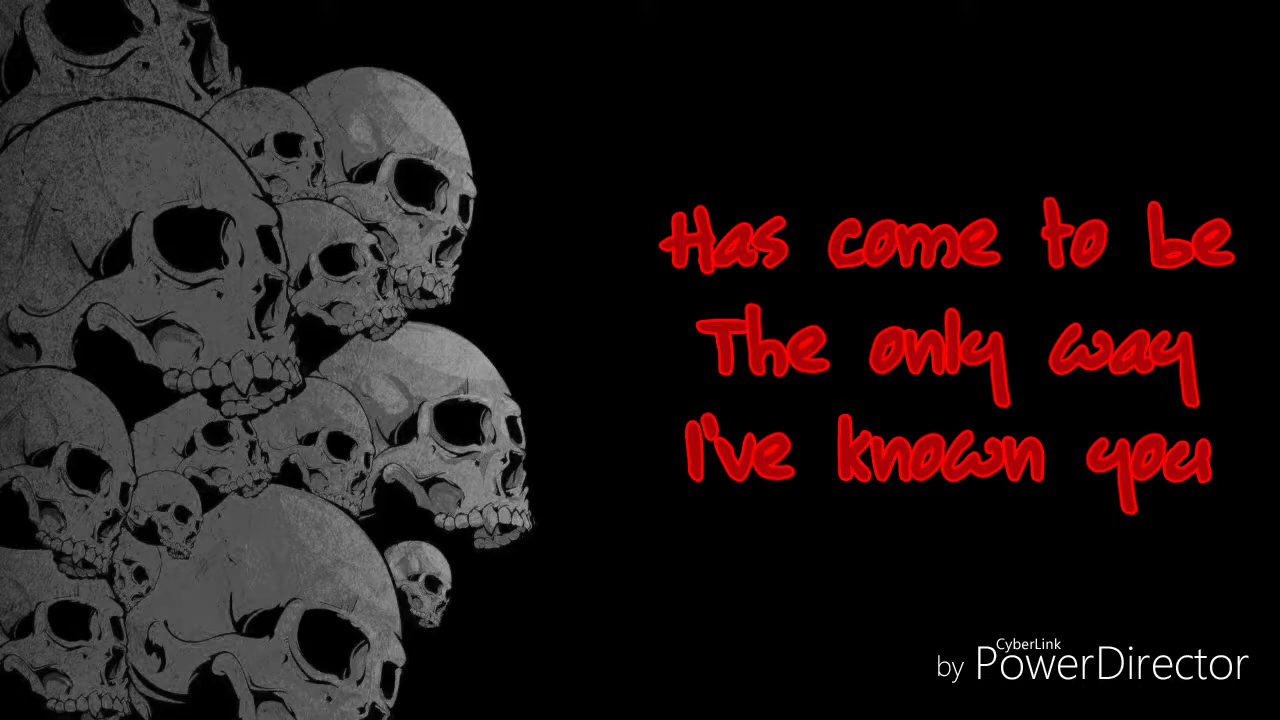 Has come to be
The only way
I've known you
CyberLink
by PowerDirector